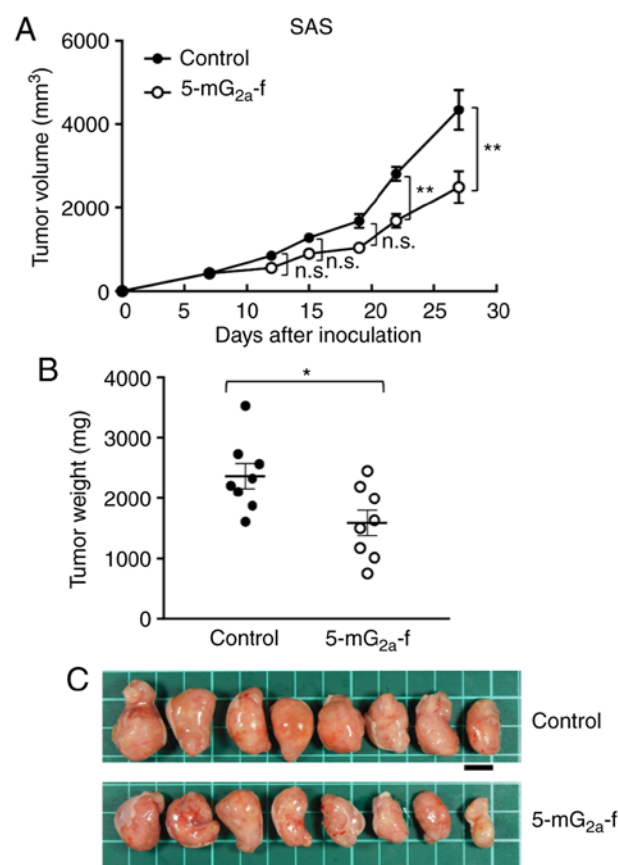 A
SAS
6000
4000
2000
0
Tumor volume (mm³)
Control
5-mG₂ₐ-f
**
**
n.s.
n.s.
n.s.
0 5 10 15 20 25 30
Days after inoculation
B
4000
3000
2000
1000
0
Tumor weight (mg)
*
Control 5-mG₂ₐ-f
C
Control
5-mG₂ₐ-f